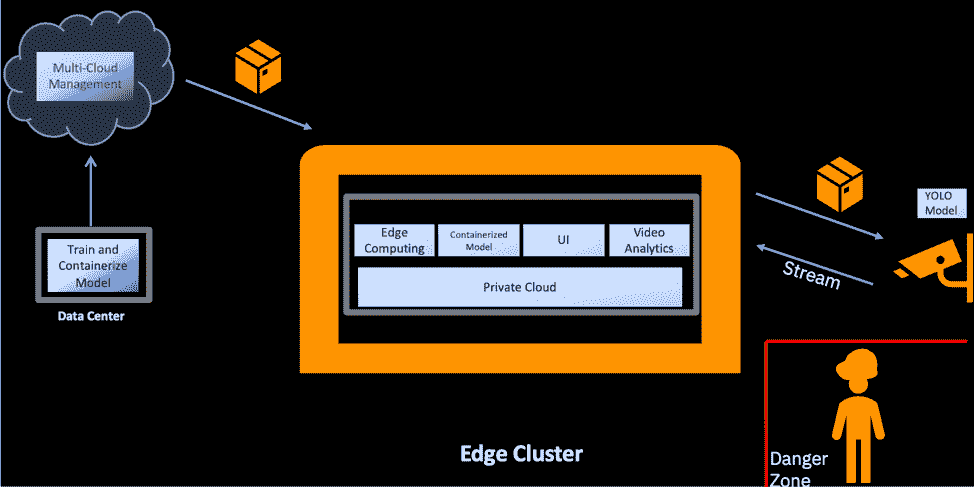 Multi-Cloud
Management
Train and
Containerize
Model
Data Center
Edge
Computing
Containerized
Model
UI
Video
Analytics
Private Cloud
Edge Cluster
YOLO
Model
Stream
Danger
Zone